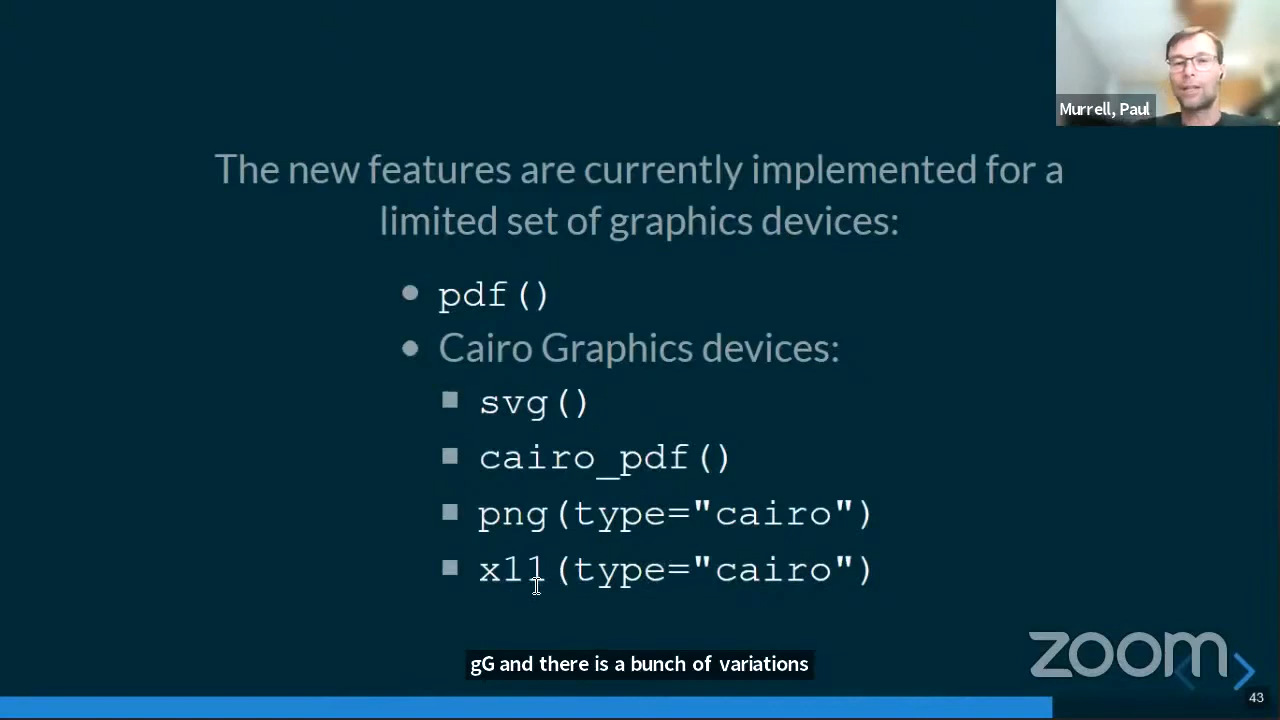 Murrell, Paul
The new features are currently implemented for a
limited set of graphics devices:
pdf()
Cairo Graphics devices:
svg()
cairo_pdf()
png(type="cairo")
x11(type="cairo")
gG and there is a bunch of variations
zoom
43